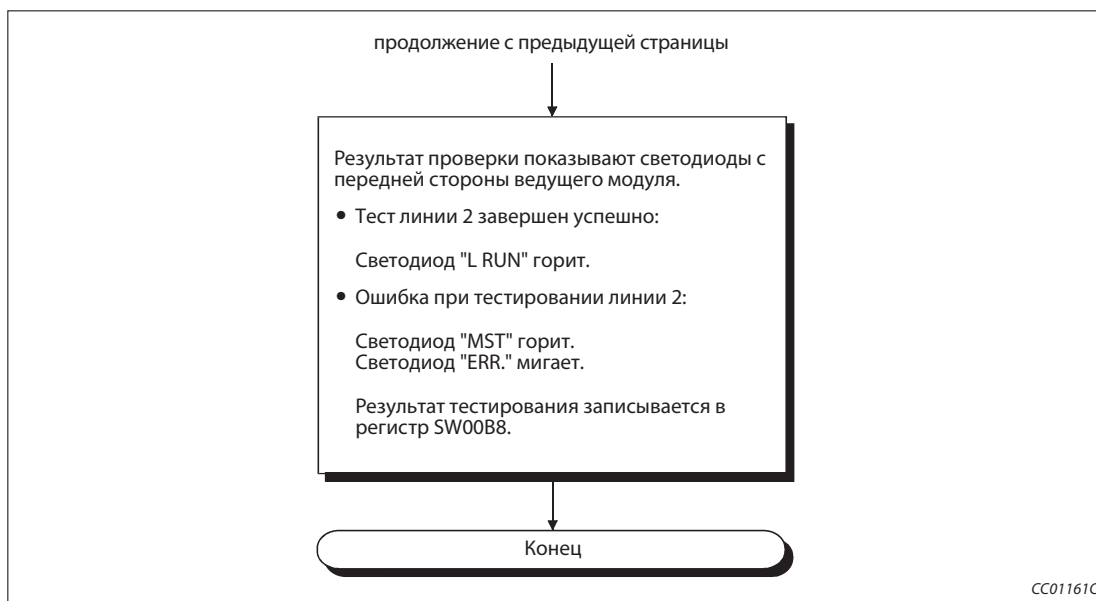 продолжение с предыдущей страницы
Результат проверки показывают светодиоды с
передней стороны ведущего модуля.
• Тест линии 2 завершен успешно:
Светодиод "L RUN" горит.
• Ошибка при тестировании линии 2:
Светодиод "MST" горит.
Светодиод "ERR." мигает.
Результат тестирования записывается в
регистр SW00B8.
Конец
CC01161C